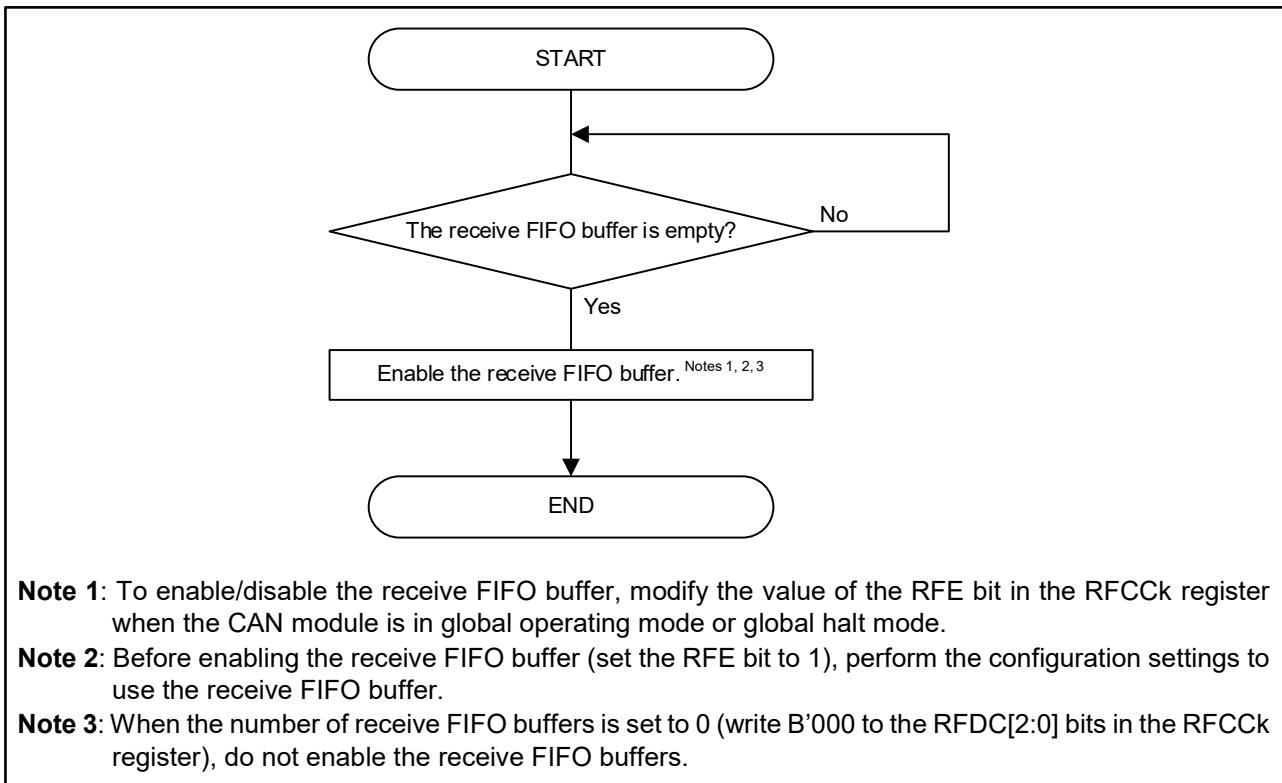 START
The receive FIFO buffer is empty?
No
Yes
Enable the receive FIFO buffer. Notes 1, 2, 3
END
Note 1: To enable/disable the receive FIFO buffer, modify the value of the RFE bit in the RFCCk register
when the CAN module is in global operating mode or global halt mode.
Note 2: Before enabling the receive FIFO buffer (set the RFE bit to 1), perform the configuration settings to
use the receive FIFO buffer.
Note 3: When the number of receive FIFO buffers is set to 0 (write B’000 to the RFDC[2:0] bits in the RFCCk
register), do not enable the receive FIFO buffers.